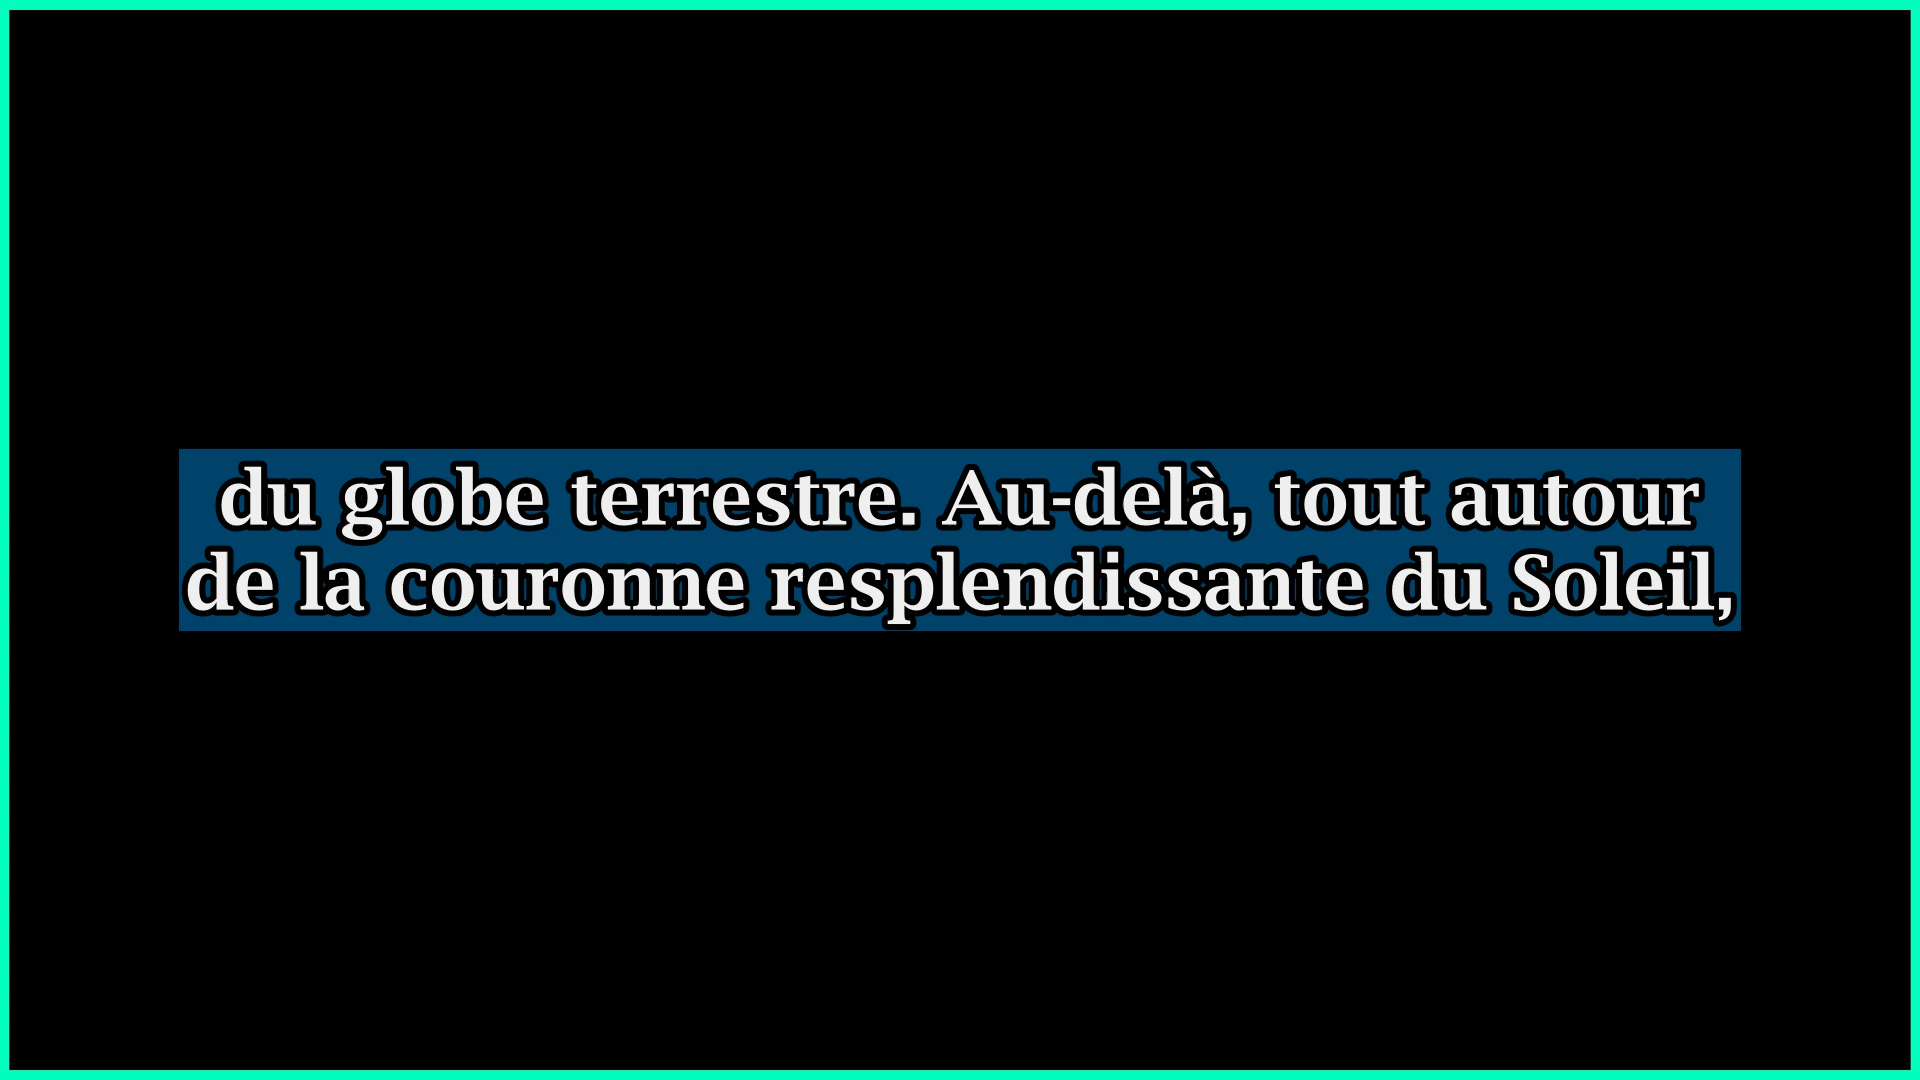 du globe terrestre. Au-delà, tout autour
de la couronne resplendissante du Soleil,